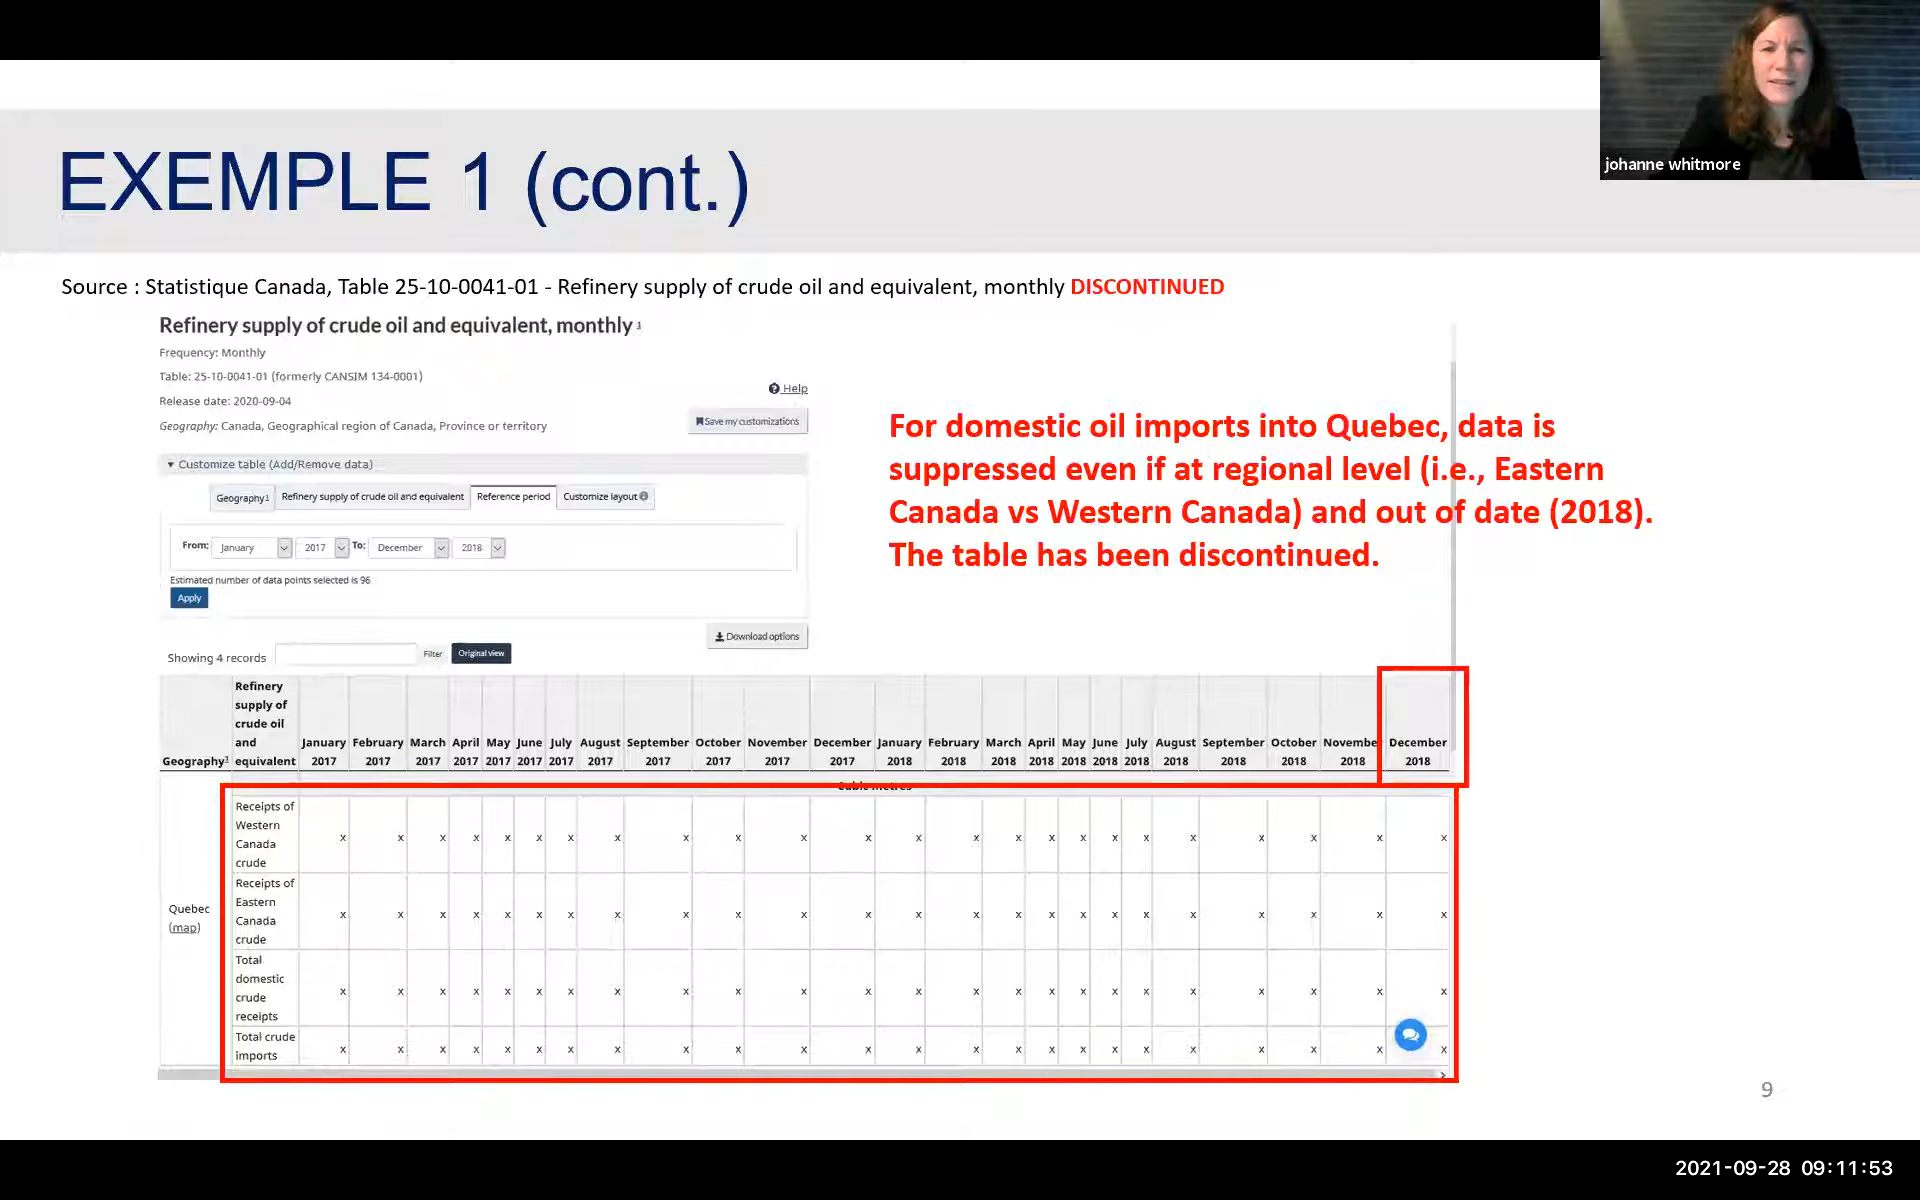 johanne whitmore
EXEMPLE 1 (cont.)
Source : Statistique Canada, Table 25-10-0041-01 - Refinery supply of crude oil and equivalent, monthly DISCONTINUED
Refinery supply of crude oil and equivalent, monthly 1
Frequency: Monthly
Table: 25-10-0041-01 (formerly CANSIM 134-0001)
Help
Release date: 2020-09-04
Save my customizations
Geography: Canada, Geographical region of Canada, Province or territory
For domestic oil imports into Quebec, data is
suppressed even if at regional level (i.e., Eastern
Canada vs Western Canada) and out of date (2018).
The table has been discontinued.
▼ Customize table (Add/Remove data)
Geography1 Refinery supply of crude oil and equivalent Reference period Customize layout
From: January 2017 To: December 2018
Estimated number of data points selected is 96
Apply
Download options
Showing 4 records Filter Original view
Refinery
supply of
crude oil
and January February March April May June July August September October November December January February March April May June July August September October November December
Geography1 equivalent 2017 2017 2017 2017 2017 2017 2017 2017 2017 2017 2017 2017 2018 2018 2018 2018 2018 2018 2018 2018 2018 2018 2018 2018
Cubic metres
Receipts of
Western
Canada
crude
x x x x x x x x x x x x x x x x x x x x x x x x
Quebec
(map)
Receipts of
Eastern
Canada
crude
x x x x x x x x x x x x x x x x x x x x x x x x
Total
domestic
crude
receipts
x x x x x x x x x x x x x x x x x x x x x x x x
Total crude
imports
x x x x x x x x x x x x x x x x x x x x x x x x
9
2021-09-28 09:11:53